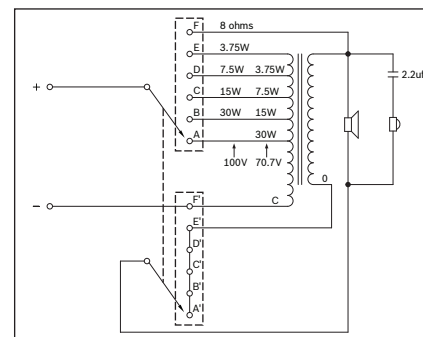 F 8 ohms
E 3.75W
D 7.5W 3.75W
C 15W 7.5W
B 30W 15W
A 30W
100V 70.7V
2.2uf
+
0
− F' C
E'
D'
C'
B'
A'